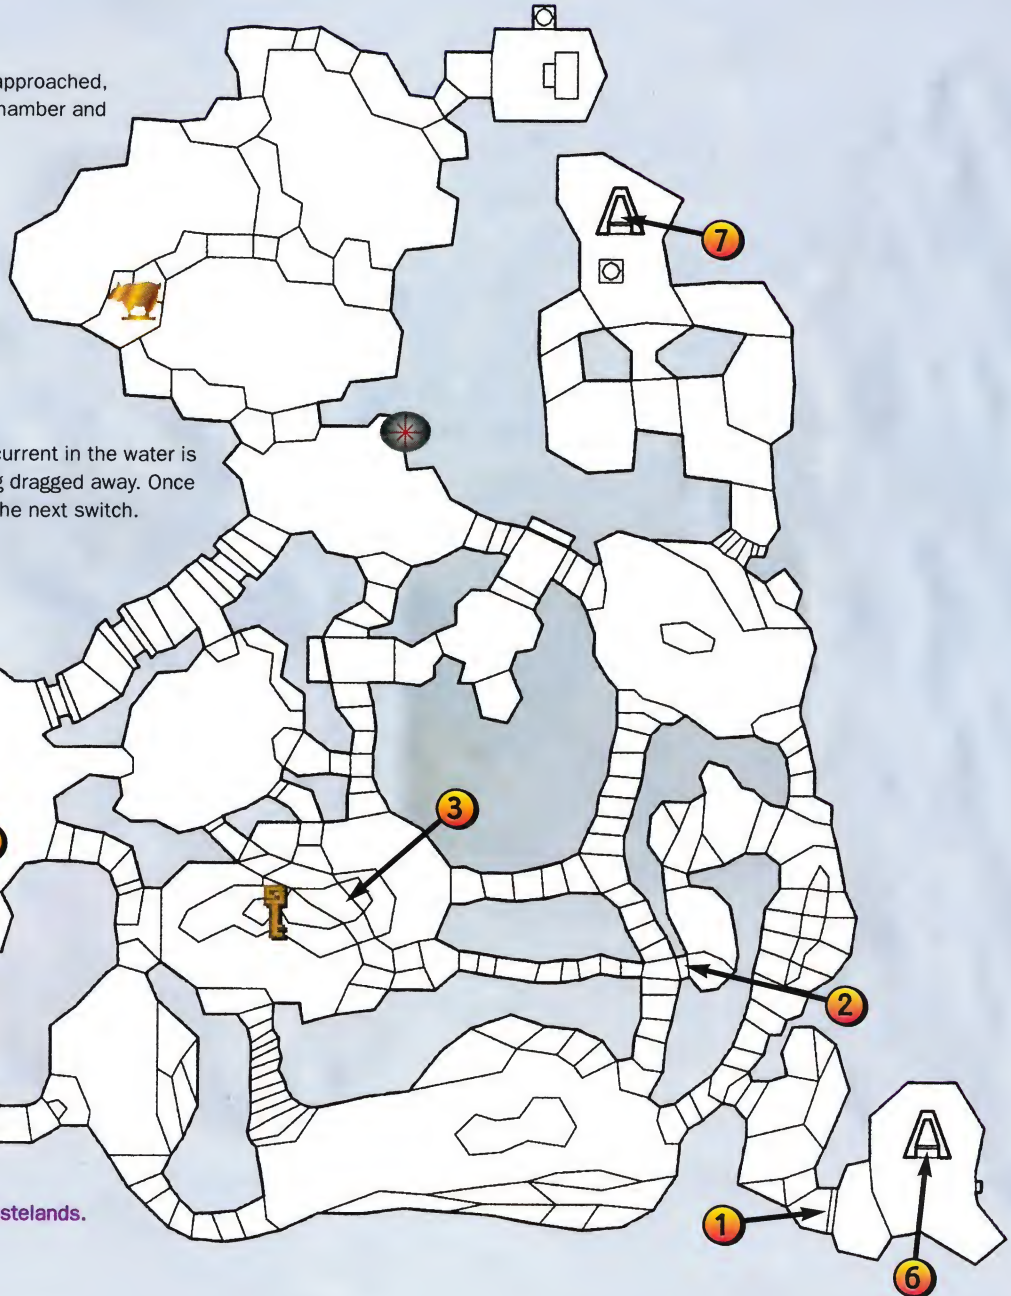 approached,
hamber and
7
current in the water is
g dragged away. Once
he next switch.
3
2
stelands.
1
6